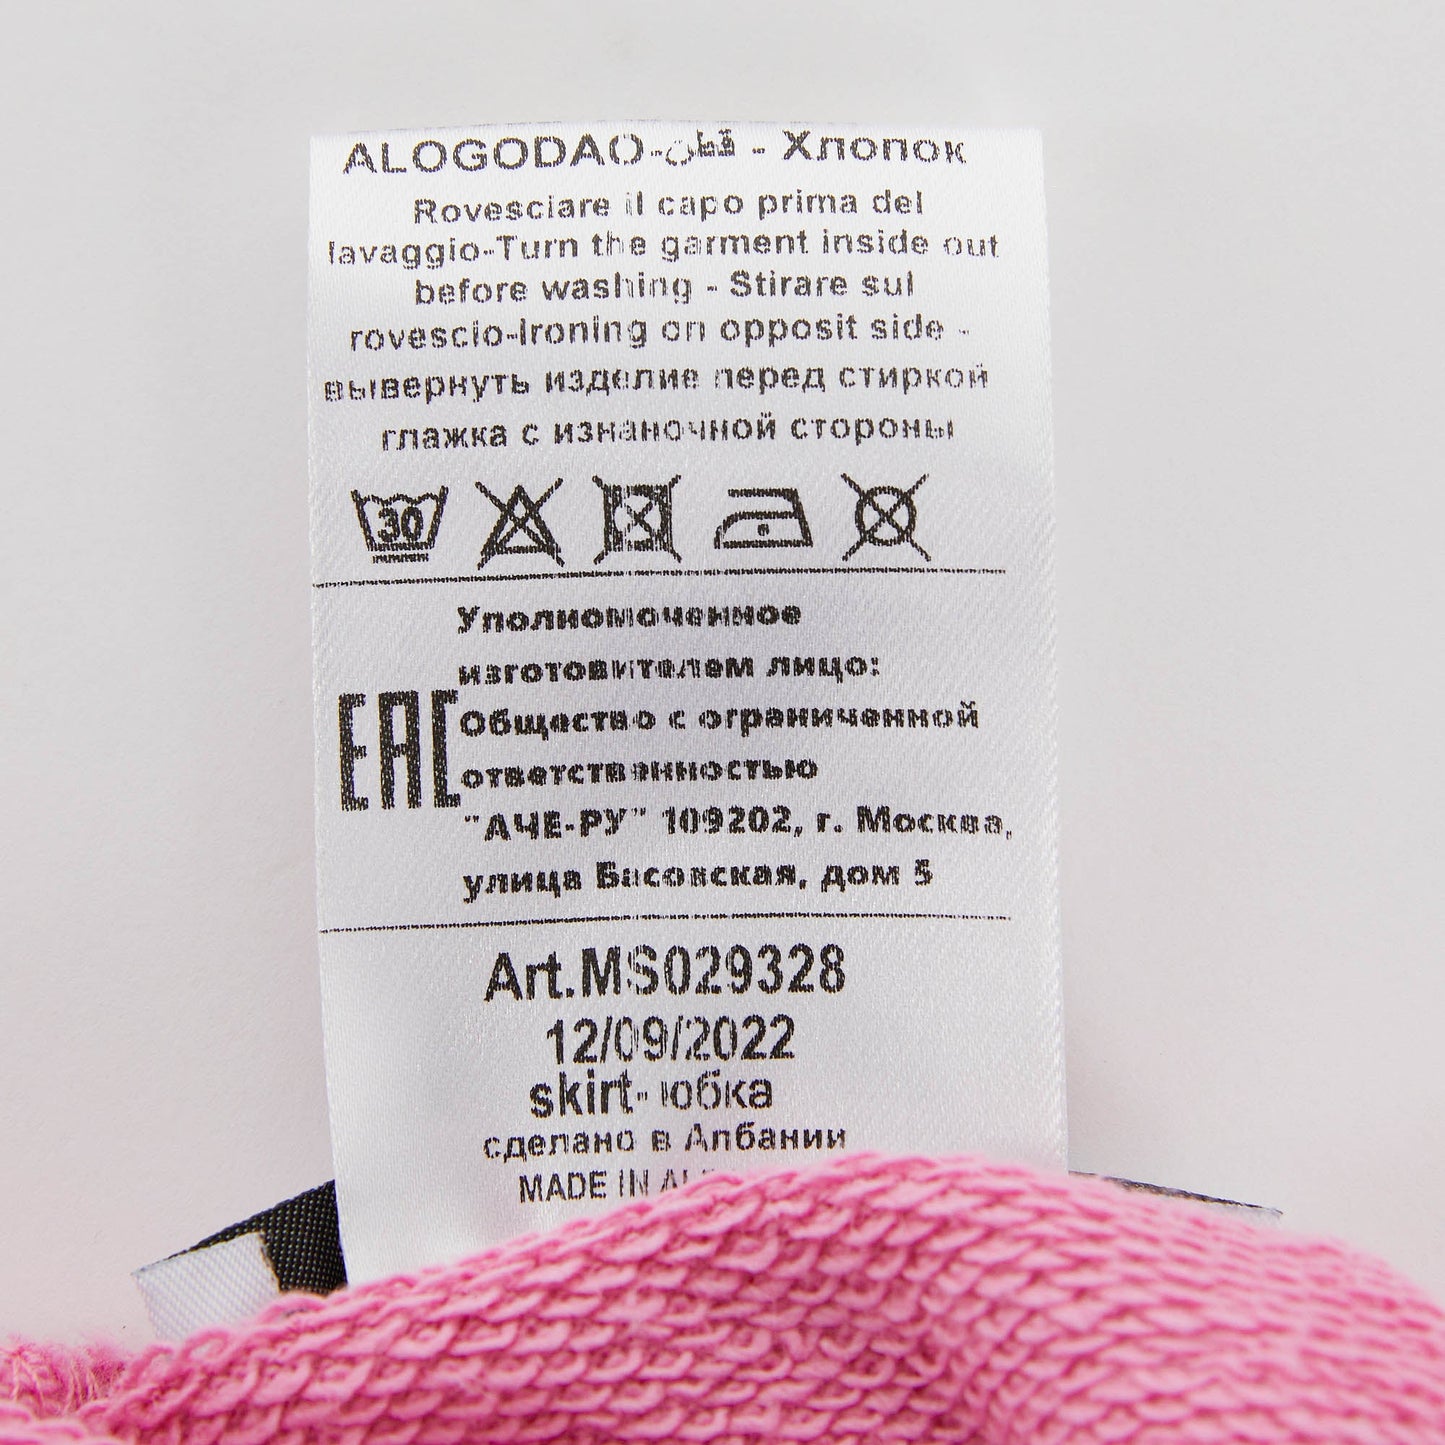 ALOGODAO- - Хлопок
Rovesciare il capo prima del
lavaggio-Turn the garment inside out
before washing - Stirare sul
rovescio-Ironing on opposit side -
вывернуть изделие перед стиркой
глажка с изнаночной стороны
30
Уполномоченное
изготовителем лицо:
EAC
Общество с ограниченной
ответственностью
"АЧЕ-РУ" 109202, г. Москва,
улица Басовская, дом 5
Art.MS029328
12/09/2022
skirt- юбка
сделано в Албании
MADE IN